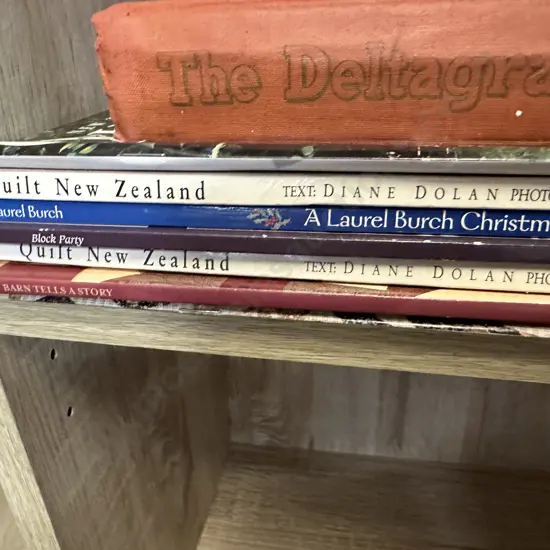 The Deltagra
uilt New Zealand TEXT: DIANE DOLAN PHOTO
aurel Burch A LAUREL BURCH CHRISTM
Block Party
Quilt New Zealand TEXT: DIANE DOLAN PHO
BARN TELLS A STORY